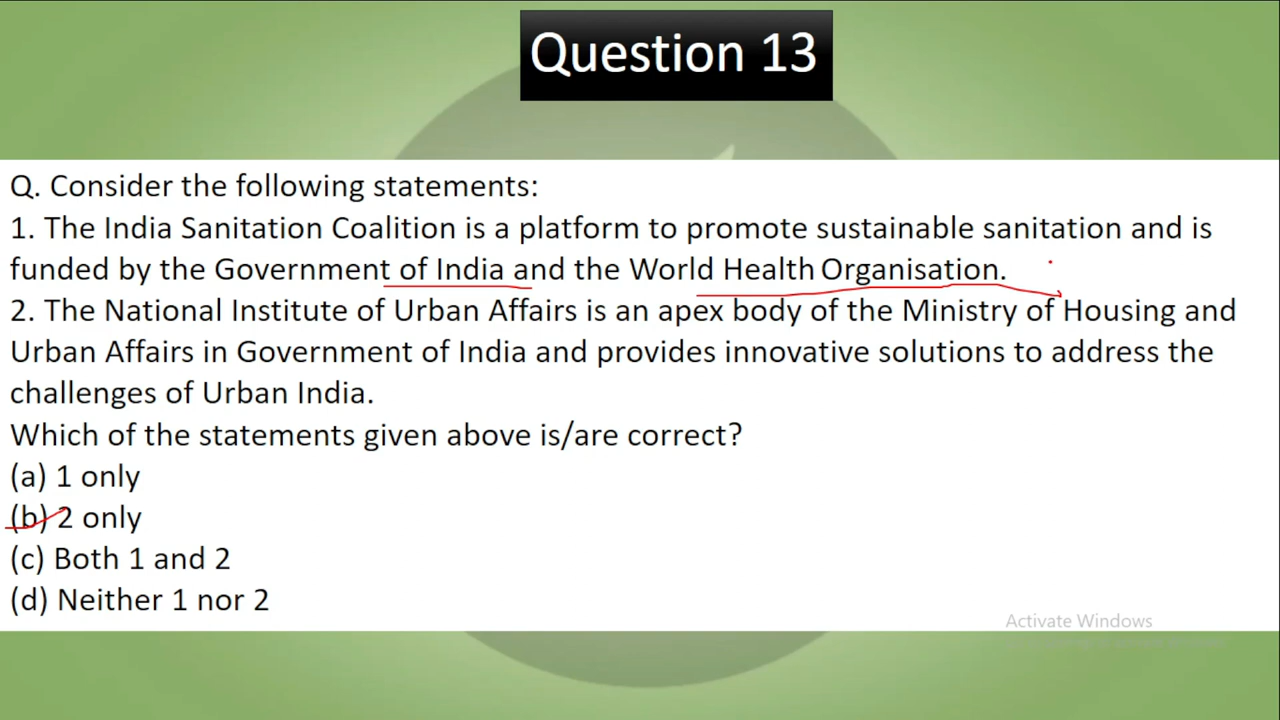 Question 13
Q. Consider the following statements:
1. The India Sanitation Coalition is a platform to promote sustainable sanitation and is
funded by the Government of India and the World Health Organisation.
2. The National Institute of Urban Affairs is an apex body of the Ministry of Housing and
Urban Affairs in Government of India and provides innovative solutions to address the
challenges of Urban India.
Which of the statements given above is/are correct?
(a) 1 only
(b) 2 only
(c) Both 1 and 2
(d) Neither 1 nor 2
Activate Windows